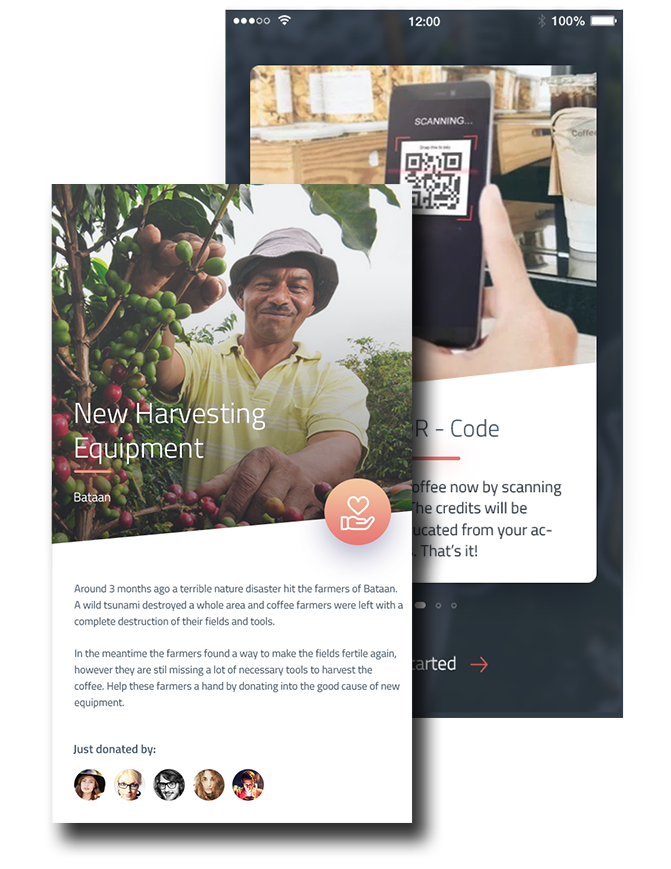 12:00
100%
SCANNING...
Coffee
New Harvesting
Equipment
Bataan
R - Code
offee now by scanning
The credits will be
ucated from your ac-
. That's it!
Around 3 months ago a terrible nature disaster hit the farmers of Bataan.
A wild tsunami destroyed a whole area and coffee farmers were left with a
complete destruction of their fields and tools.
In the meantime the farmers found a way to make the fields fertile again,
however they are stil missing a lot of necessary tools to harvest the
coffee. Help these farmers a hand by donating into the good cause of new
equipment.
arted
Just donated by: